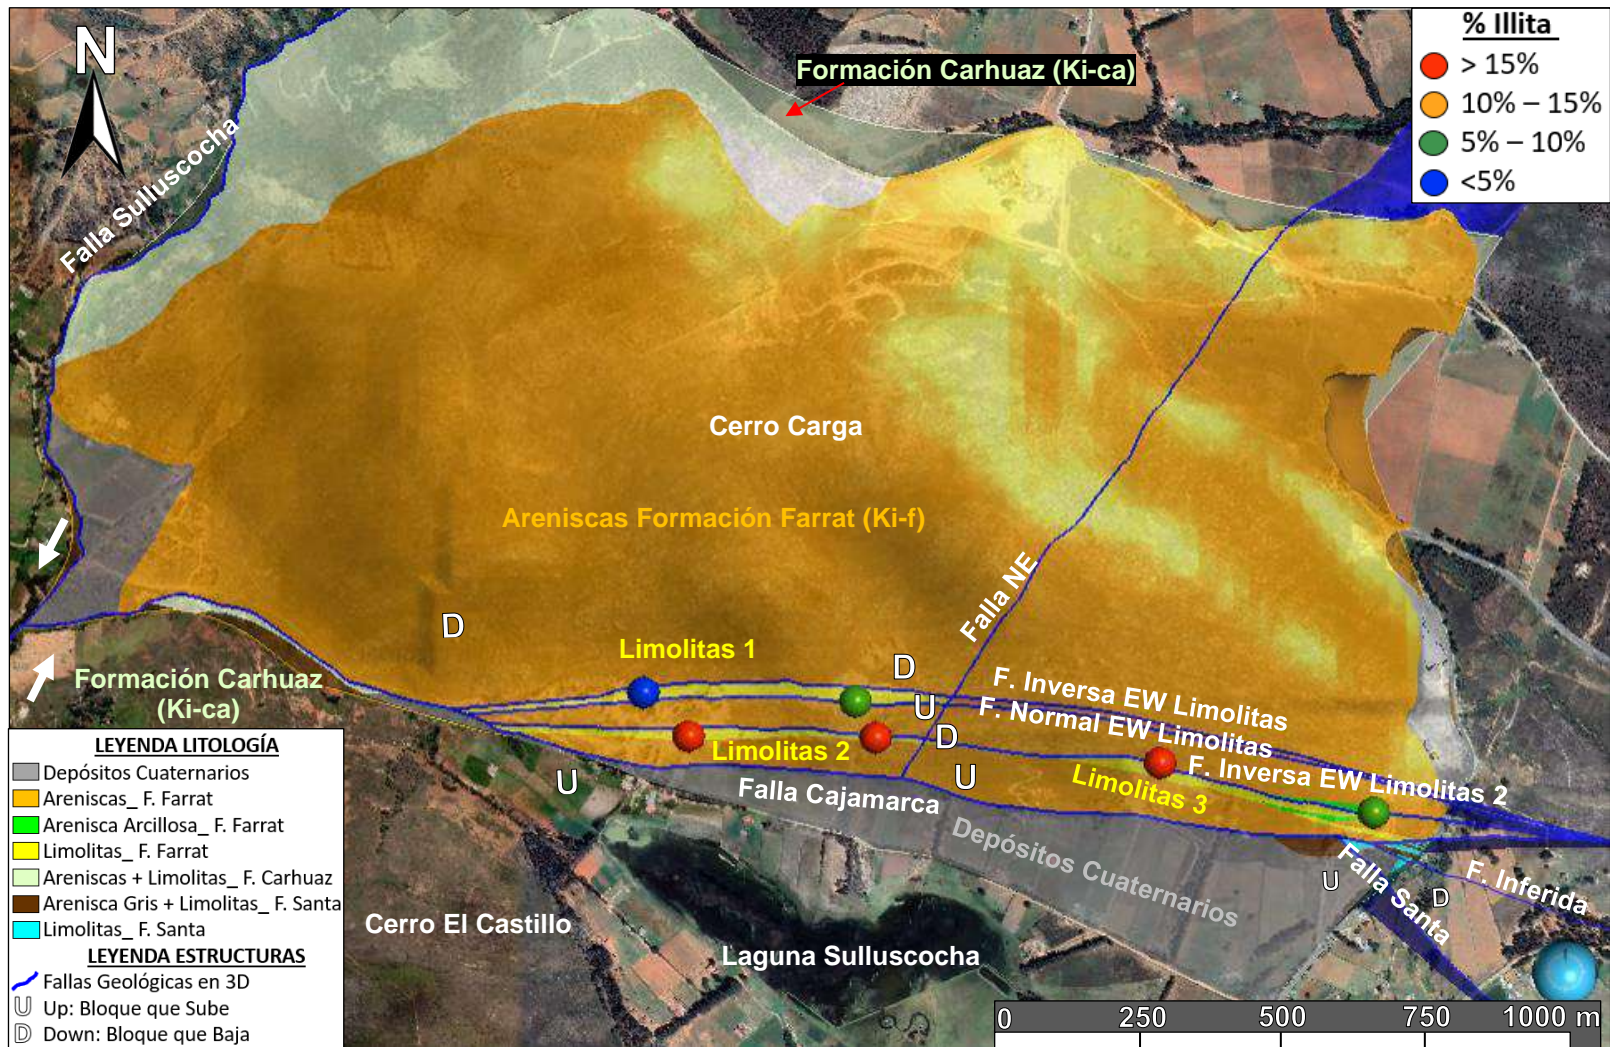 N
Formación Carhuaz (Ki-ca)
% Illita
> 15%
10% – 15%
5% – 10%
<5%
Falla Sulluscocha
Cerro Carga
Areniscas Formación Farrat (Ki-f)
Falla NE
D
Limolitas 1
D
U
F. Inversa EW Limolitas
F. Normal EW Limolitas
D
Limolitas 2
U
F. Inversa EW Limolitas 2
Limolitas 3
U
Falla Cajamarca
Depósitos Cuaternarios
Formación Carhuaz
(Ki-ca)
Falla Santa
U
D
F. Inferida
Cerro El Castillo
Laguna Sulluscocha
LEYENDA LITOLOGÍA
Depósitos Cuaternarios
Areniscas_ F. Farrat
Arenisca Arcillosa_ F. Farrat
Limolitas_ F. Farrat
Areniscas + Limolitas_ F. Carhuaz
Arenisca Gris + Limolitas_ F. Santa
Limolitas_ F. Santa
LEYENDA ESTRUCTURAS
Fallas Geológicas en 3D
U Up: Bloque que Sube
D Down: Bloque que Baja
0 250 500 750 1000 m